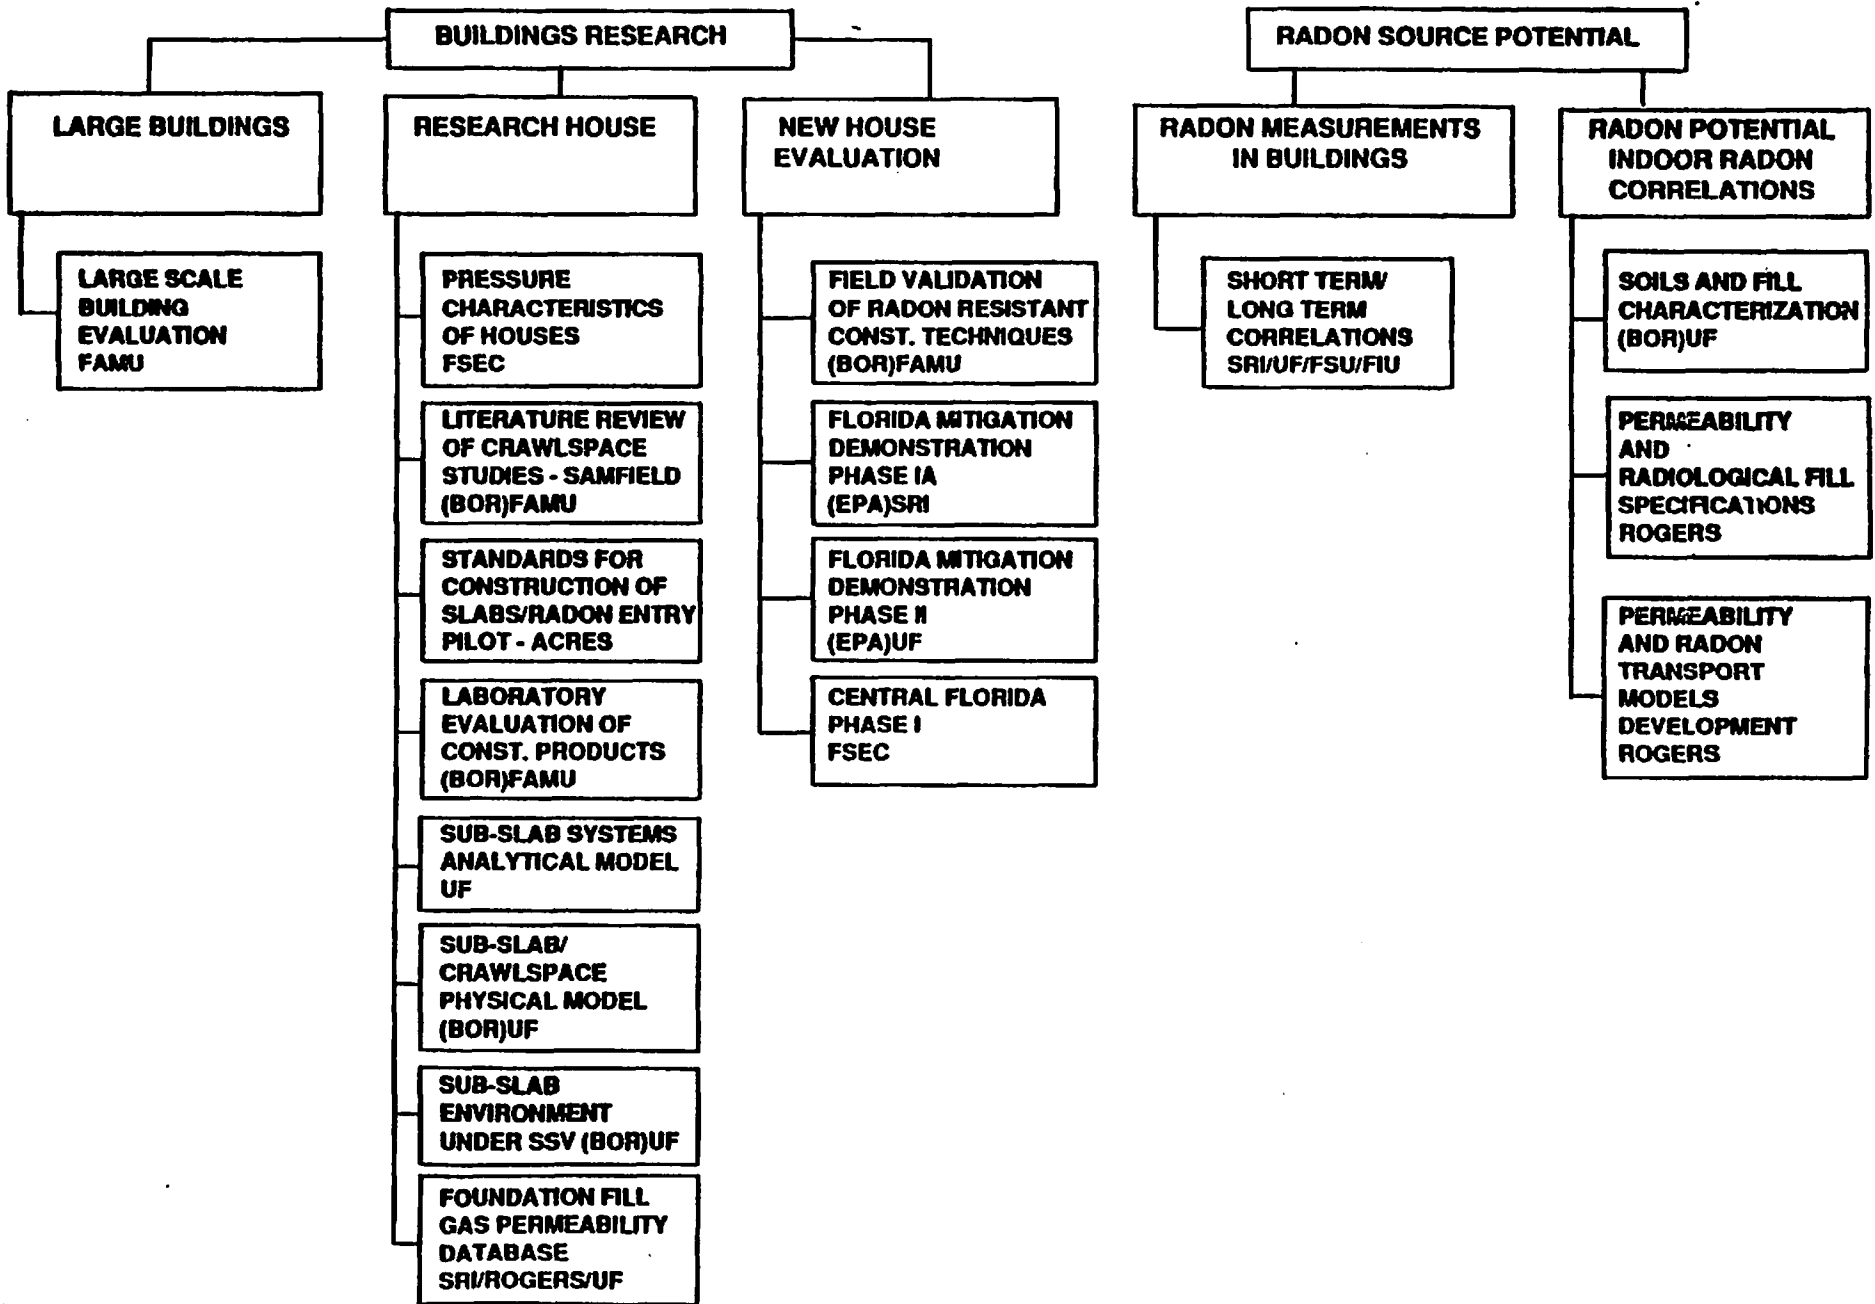 BUILDINGS RESEARCH
LARGE BUILDINGS
LARGE SCALE
BUILDING
EVALUATION
FAMU
RESEARCH HOUSE
PRESSURE
CHARACTERISTICS
OF HOUSES
FSEC
LITERATURE REVIEW
OF CRAWLSPACE
STUDIES - SAMFIELD
(BOR)FAMU
STANDARDS FOR
CONSTRUCTION OF
SLABS/RADON ENTRY
PILOT - ACRES
LABORATORY
EVALUATION OF
CONST. PRODUCTS
(BOR)FAMU
SUB-SLAB SYSTEMS
ANALYTICAL MODEL
UF
SUB-SLAB/
CRAWLSPACE
PHYSICAL MODEL
(BOR)UF
SUB-SLAB
ENVIRONMENT
UNDER SSV (BOR)UF
FOUNDATION FILL
GAS PERMEABILITY
DATABASE
SRI/ROGERS/UF
NEW HOUSE
EVALUATION
FIELD VALIDATION
OF RADON RESISTANT
CONST. TECHNIQUES
(BOR)FAMU
FLORIDA MITIGATION
DEMONSTRATION
PHASE IA
(EPA)SRI
FLORIDA MITIGATION
DEMONSTRATION
PHASE II
(EPA)UF
CENTRAL FLORIDA
PHASE I
FSEC
RADON SOURCE POTENTIAL
RADON MEASUREMENTS
IN BUILDINGS
SHORT TERM/
LONG TERM
CORRELATIONS
SRI/UF/FSU/FIU
RADON POTENTIAL
INDOOR RADON
CORRELATIONS
SOILS AND FILL
CHARACTERIZATION
(BOR)UF
PERMEABILITY
AND
RADIOLOGICAL FILL
SPECIFICATIONS
ROGERS
PERMEABILITY
AND RADON
TRANSPORT
MODELS
DEVELOPMENT
ROGERS